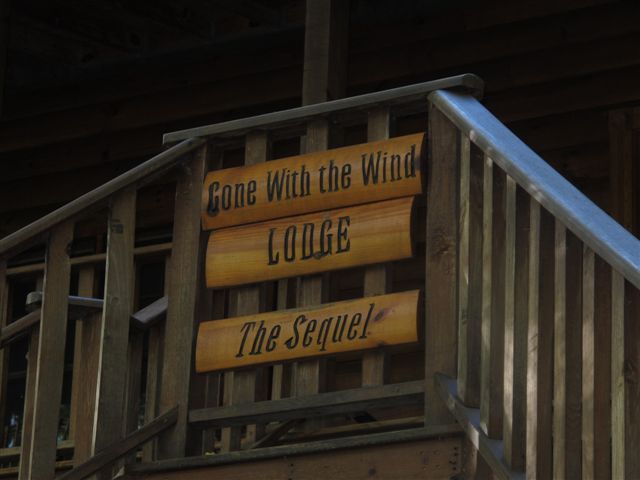 Gone With the Wind
LODGE
The Sequel